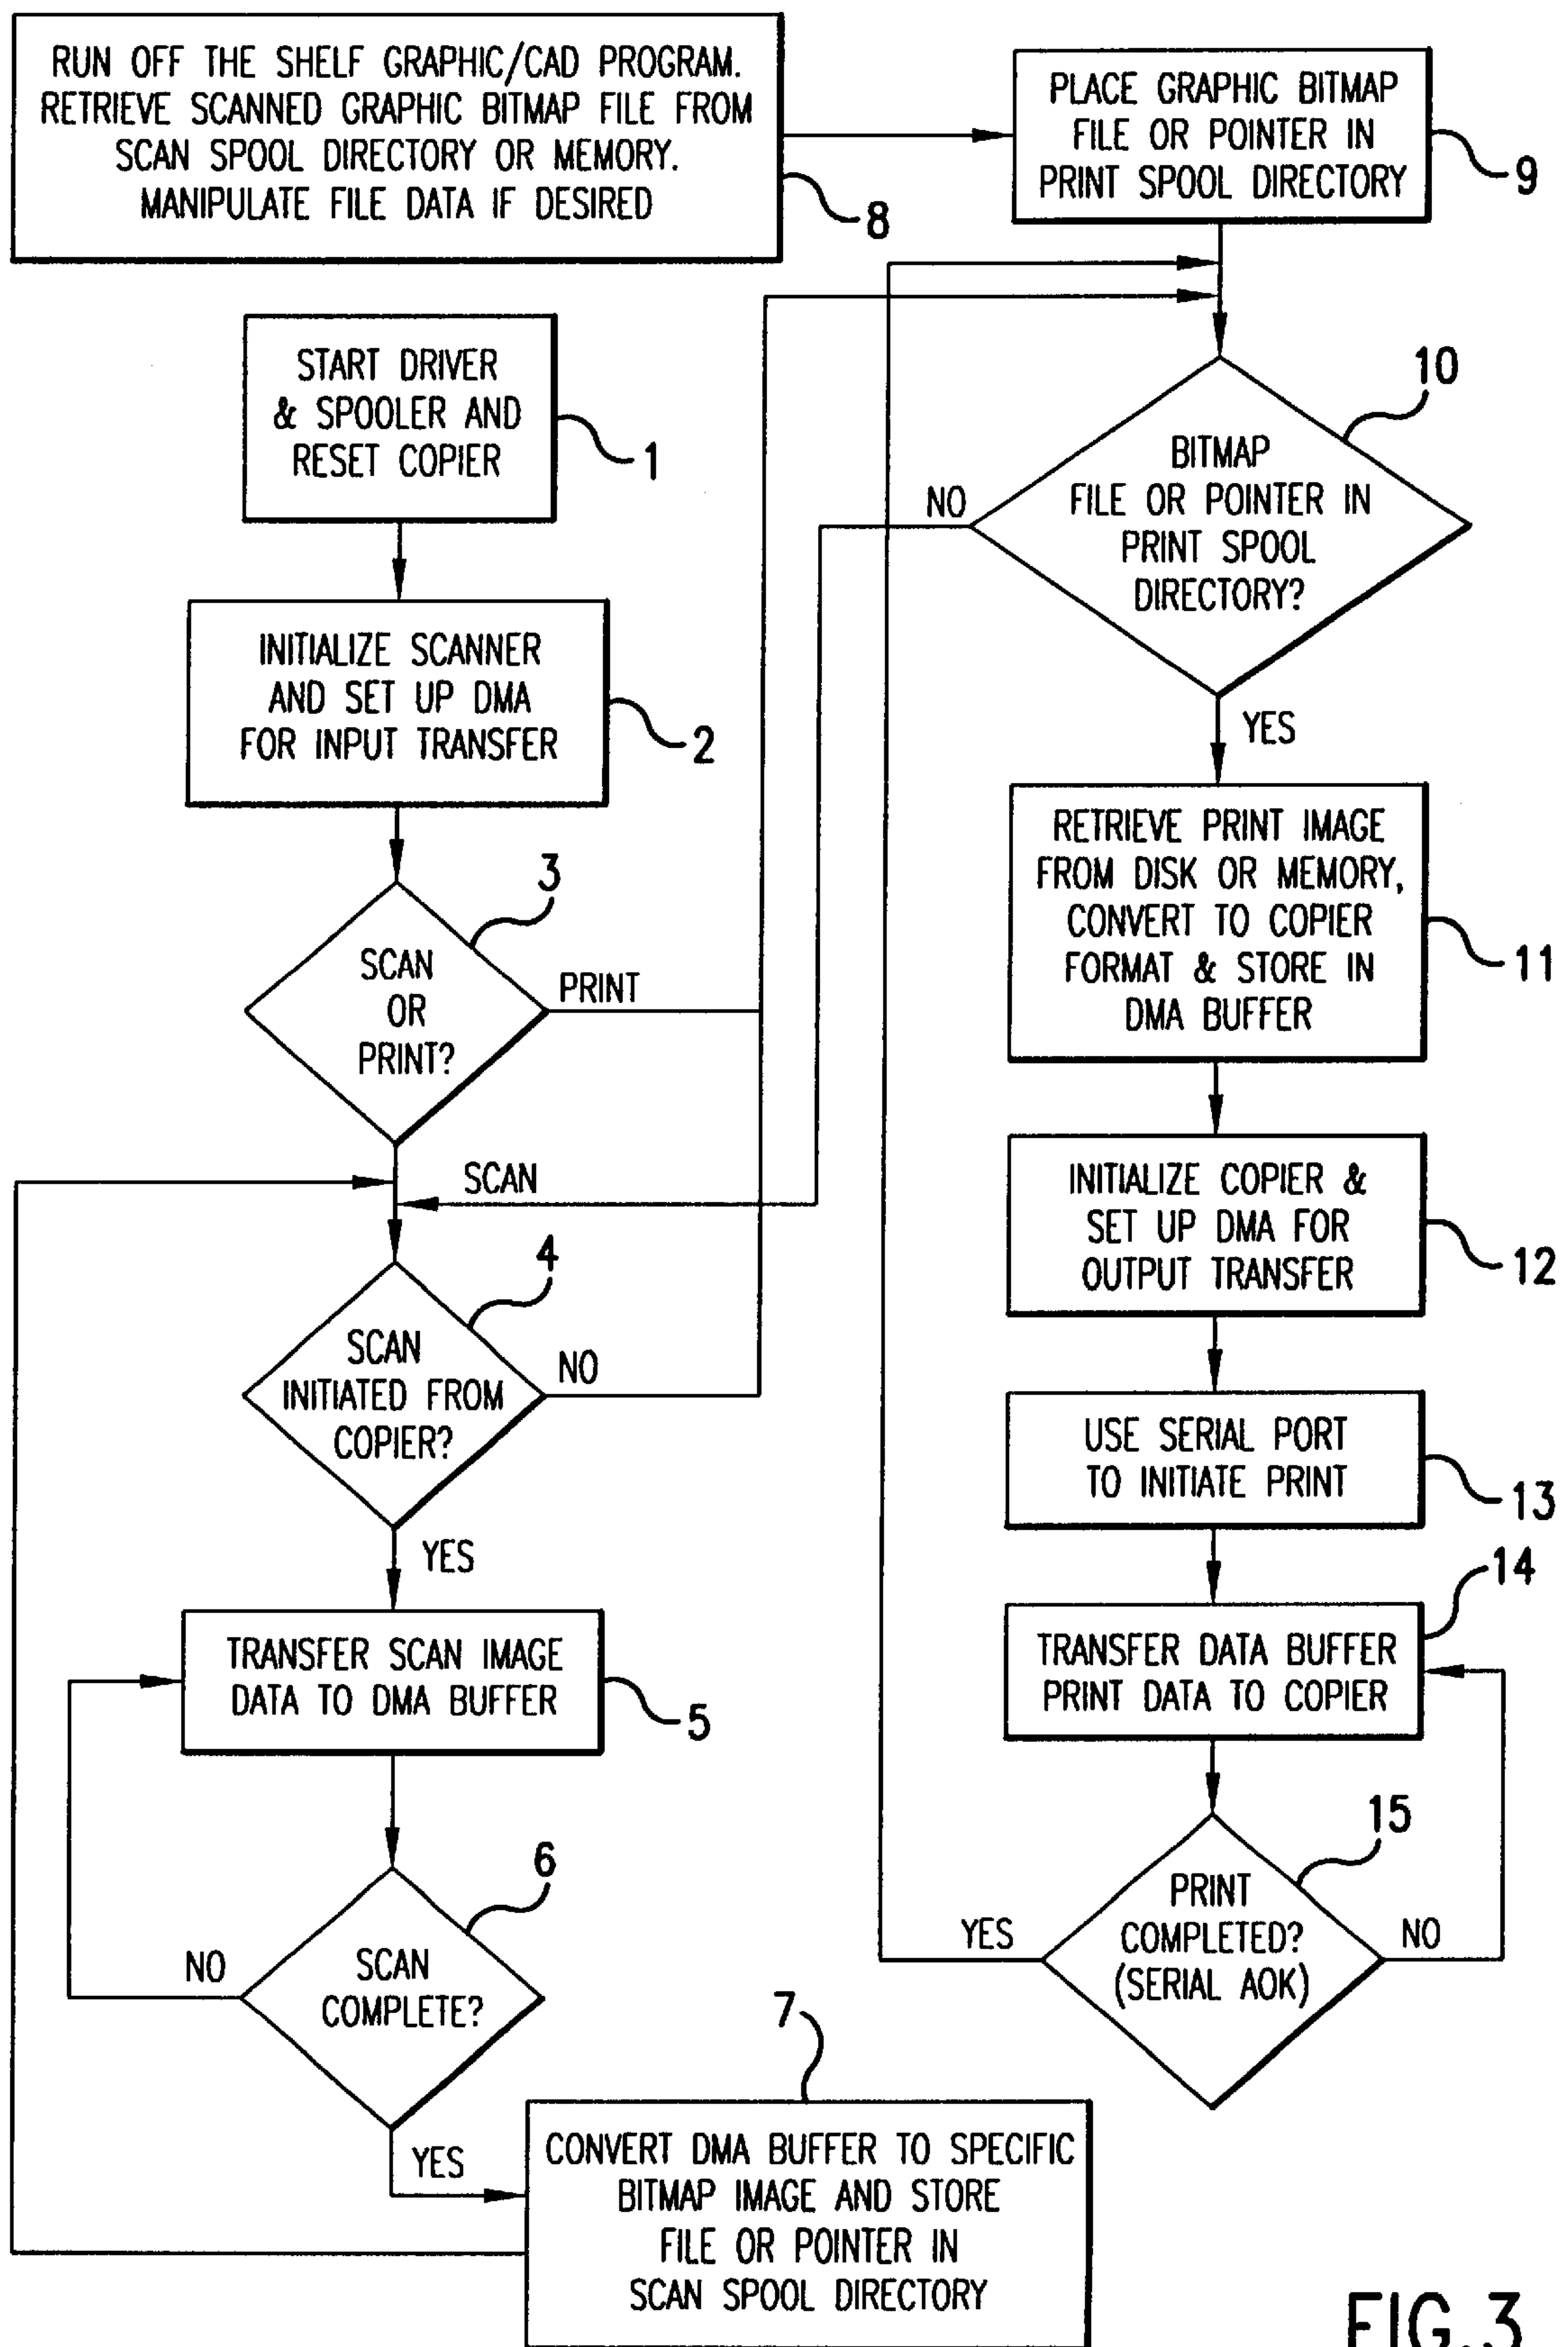 RUN OFF THE SHELF GRAPHIC/CAD PROGRAM.
RETRIEVE SCANNED GRAPHIC BITMAP FILE FROM
SCAN SPOOL DIRECTORY OR MEMORY.
MANIPULATE FILE DATA IF DESIRED
8
PLACE GRAPHIC BITMAP
FILE OR POINTER IN
PRINT SPOOL DIRECTORY
9
START DRIVER
& SPOOLER AND
RESET COPIER
1
INITIALIZE SCANNER
AND SET UP DMA
FOR INPUT TRANSFER
2
3
SCAN
OR
PRINT?
PRINT
SCAN
4
SCAN
INITIATED FROM
COPIER?
NO
YES
TRANSFER SCAN IMAGE
DATA TO DMA BUFFER
5
6
SCAN
COMPLETE?
NO
YES
7
CONVERT DMA BUFFER TO SPECIFIC
BITMAP IMAGE AND STORE
FILE OR POINTER IN
SCAN SPOOL DIRECTORY
10
BITMAP
FILE OR POINTER IN
PRINT SPOOL
DIRECTORY?
NO
YES
RETRIEVE PRINT IMAGE
FROM DISK OR MEMORY,
CONVERT TO COPIER
FORMAT & STORE IN
DMA BUFFER
11
INITIALIZE COPIER &
SET UP DMA FOR
OUTPUT TRANSFER
12
USE SERIAL PORT
TO INITIATE PRINT
13
14
TRANSFER DATA BUFFER
PRINT DATA TO COPIER
15
PRINT
COMPLETED?
(SERIAL AOK)
YES
NO
FIG.3